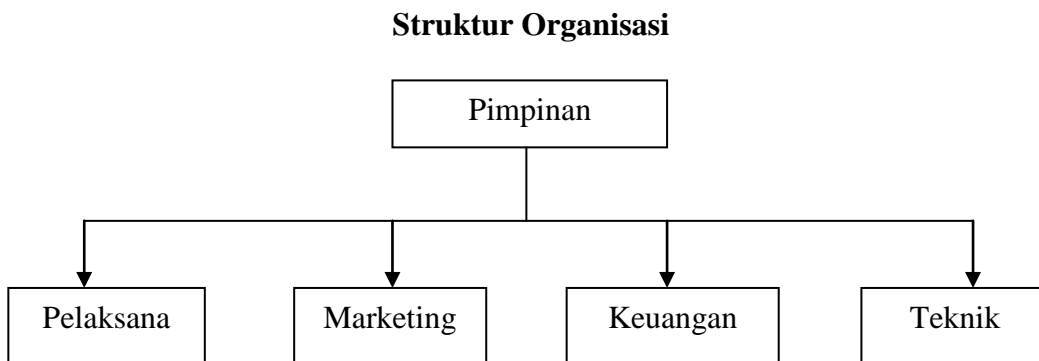 Struktur Organisasi
Pimpinan
Pelaksana
Marketing
Keuangan
Teknik